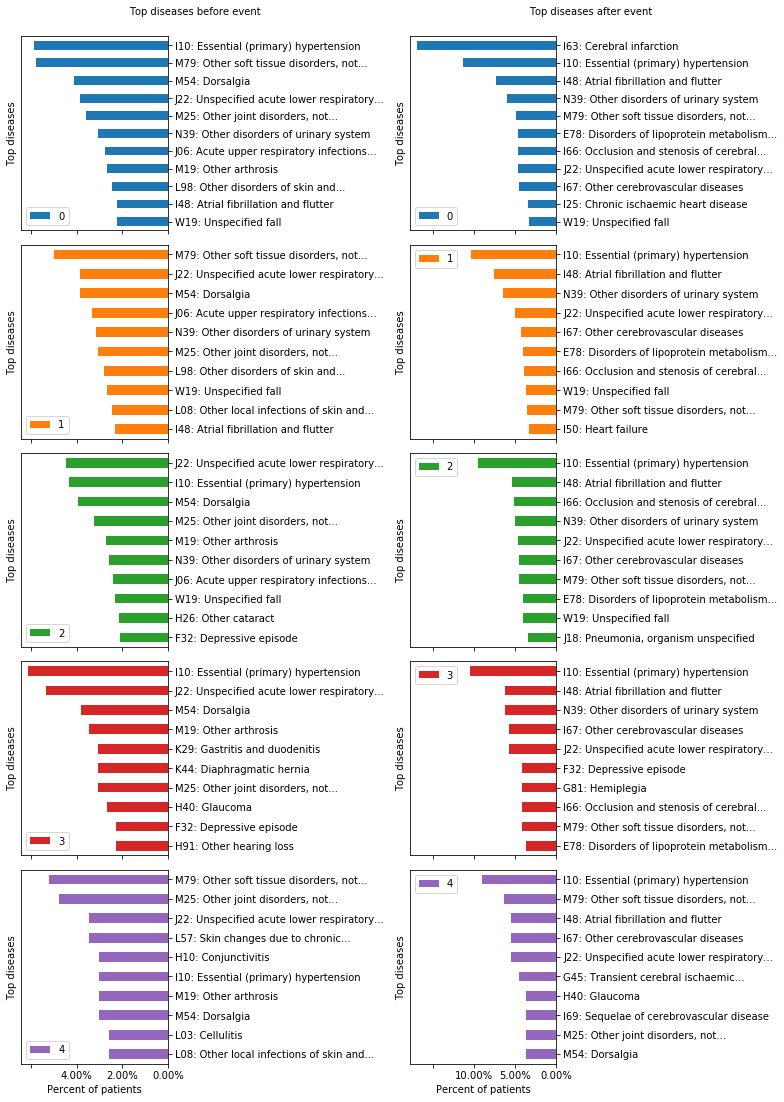 Top diseases before event
Top diseases after event
Top diseases
I10: Essential (primary) hypertension
M79: Other soft tissue disorders, not...
M54: Dorsalgia
J22: Unspecified acute lower respiratory...
M25: Other joint disorders, not...
N39: Other disorders of urinary system
J06: Acute upper respiratory infections...
M19: Other arthrosis
L98: Other disorders of skin and...
I48: Atrial fibrillation and flutter
W19: Unspecified fall
0
Top diseases
I63: Cerebral infarction
I10: Essential (primary) hypertension
I48: Atrial fibrillation and flutter
N39: Other disorders of urinary system
M79: Other soft tissue disorders, not...
E78: Disorders of lipoprotein metabolism...
I66: Occlusion and stenosis of cerebral...
J22: Unspecified acute lower respiratory...
I67: Other cerebrovascular diseases
I25: Chronic ischaemic heart disease
W19: Unspecified fall
0
Top diseases
M79: Other soft tissue disorders, not...
J22: Unspecified acute lower respiratory...
M54: Dorsalgia
J06: Acute upper respiratory infections...
N39: Other disorders of urinary system
M25: Other joint disorders, not...
L98: Other disorders of skin and...
W19: Unspecified fall
L08: Other local infections of skin and...
I48: Atrial fibrillation and flutter
1
Top diseases
1
I10: Essential (primary) hypertension
I48: Atrial fibrillation and flutter
N39: Other disorders of urinary system
J22: Unspecified acute lower respiratory...
I67: Other cerebrovascular diseases
E78: Disorders of lipoprotein metabolism...
I66: Occlusion and stenosis of cerebral...
W19: Unspecified fall
M79: Other soft tissue disorders, not...
I50: Heart failure
Top diseases
J22: Unspecified acute lower respiratory...
I10: Essential (primary) hypertension
M54: Dorsalgia
M25: Other joint disorders, not...
M19: Other arthrosis
N39: Other disorders of urinary system
J06: Acute upper respiratory infections...
W19: Unspecified fall
H26: Other cataract
F32: Depressive episode
2
Top diseases
2
I10: Essential (primary) hypertension
I48: Atrial fibrillation and flutter
I66: Occlusion and stenosis of cerebral...
N39: Other disorders of urinary system
J22: Unspecified acute lower respiratory...
I67: Other cerebrovascular diseases
M79: Other soft tissue disorders, not...
E78: Disorders of lipoprotein metabolism...
W19: Unspecified fall
J18: Pneumonia, organism unspecified
Top diseases
I10: Essential (primary) hypertension
J22: Unspecified acute lower respiratory...
M54: Dorsalgia
M19: Other arthrosis
K29: Gastritis and duodenitis
K44: Diaphragmatic hernia
M25: Other joint disorders, not...
H40: Glaucoma
F32: Depressive episode
H91: Other hearing loss
3
Top diseases
3
I10: Essential (primary) hypertension
I48: Atrial fibrillation and flutter
N39: Other disorders of urinary system
I67: Other cerebrovascular diseases
J22: Unspecified acute lower respiratory...
F32: Depressive episode
G81: Hemiplegia
I66: Occlusion and stenosis of cerebral...
M79: Other soft tissue disorders, not...
E78: Disorders of lipoprotein metabolism...
Top diseases
M79: Other soft tissue disorders, not...
M25: Other joint disorders, not...
J22: Unspecified acute lower respiratory...
L57: Skin changes due to chronic...
H10: Conjunctivitis
I10: Essential (primary) hypertension
M19: Other arthrosis
M54: Dorsalgia
L03: Cellulitis
L08: Other local infections of skin and...
4
4.00% 2.00% 0.00%
Percent of patients
Top diseases
4
I10: Essential (primary) hypertension
M79: Other soft tissue disorders, not...
I48: Atrial fibrillation and flutter
I67: Other cerebrovascular diseases
J22: Unspecified acute lower respiratory...
G45: Transient cerebral ischaemic...
H40: Glaucoma
I69: Sequelae of cerebrovascular disease
M25: Other joint disorders, not...
M54: Dorsalgia
10.00% 5.00% 0.00%
Percent of patients